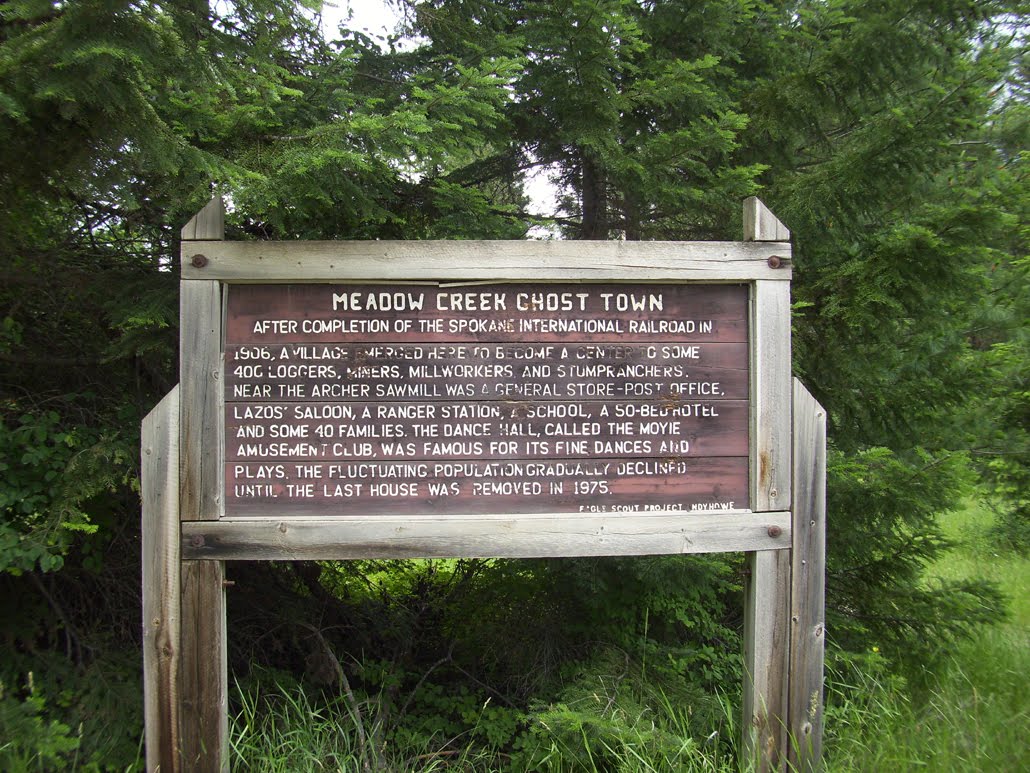 MEADOW CREEK GHOST TOWN
AFTER COMPLETION OF THE SPOKANE INTERNATIONAL RAILROAD IN
1906, A VILLAGE EMERGED HERE TO BECOME A CENTER TO SOME
400 LOGGERS, MINERS, MILLWORKERS, AND STUMPRANCHERS.
NEAR THE ARCHER SAWMILL WAS A GENERAL STORE-POST OFFICE,
LAZOS' SALOON, A RANGER STATION, A SCHOOL, A 50-BED HOTEL
AND SOME 40 FAMILIES. THE DANCE HALL, CALLED THE MOYIE
AMUSEMENT CLUB, WAS FAMOUS FOR ITS FINE DANCES AND
PLAYS. THE FLUCTUATING POPULATION GRADUALLY DECLINED
UNTIL THE LAST HOUSE WAS REMOVED IN 1975.
EAGLE SCOUT PROJECT